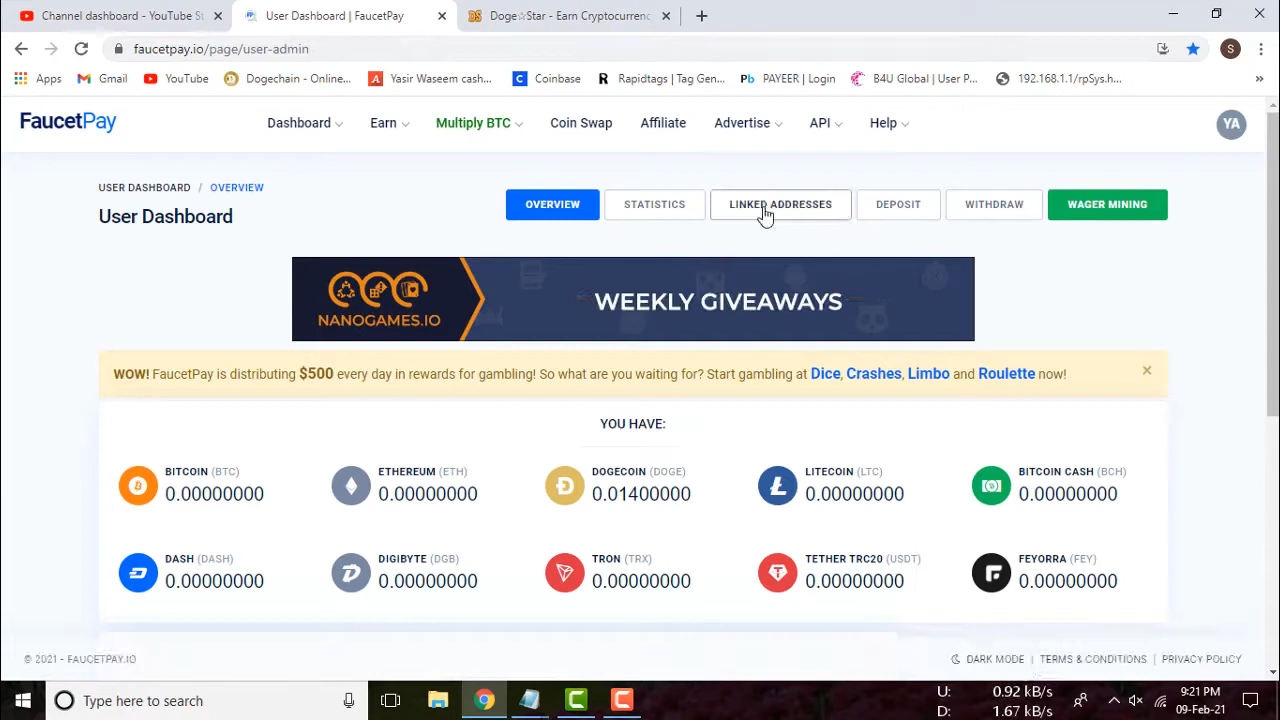 Channel dashboard - YouTube S
User Dashboard | FaucetPay
Doge☆Star - Earn Cryptocurrenc
faucetpay.io/page/user-admin
S
Apps
Gmail
YouTube
Dogechain - Online...
Yasir Waseem cash...
Coinbase
Rapidtags | Tag Gen...
PAYEER | Login
B4U Global | User P...
192.168.1.1/rpSys.h...
»
FaucetPay
Dashboard
Earn
Multiply BTC
Coin Swap
Affiliate
Advertise
API
Help
YA
USER DASHBOARD / OVERVIEW
User Dashboard
OVERVIEW
STATISTICS
LINKED ADDRESSES
DEPOSIT
WITHDRAW
WAGER MINING
NANOGAMES.IO
WEEKLY GIVEAWAYS
WOW! FaucetPay is distributing $500 every day in rewards for gambling! So what are you waiting for? Start gambling at Dice, Crashes, Limbo and Roulette now!
YOU HAVE:
BITCOIN (BTC)
0.00000000
ETHEREUM (ETH)
0.00000000
DOGECOIN (DOGE)
0.01400000
LITECOIN (LTC)
0.00000000
BITCOIN CASH (BCH)
0.00000000
DASH (DASH)
0.00000000
DIGIBYTE (DGB)
0.00000000
TRON (TRX)
0.00000000
TETHER TRC20 (USDT)
0.00000000
FEYORRA (FEY)
0.00000000
© 2021 - FAUCETPAY.IO
DARK MODE | TERMS & CONDITIONS | PRIVACY POLICY
Type here to search
U: 0.92 kB/s
D: 1.67 kB/s
9:21 PM
09-Feb-21